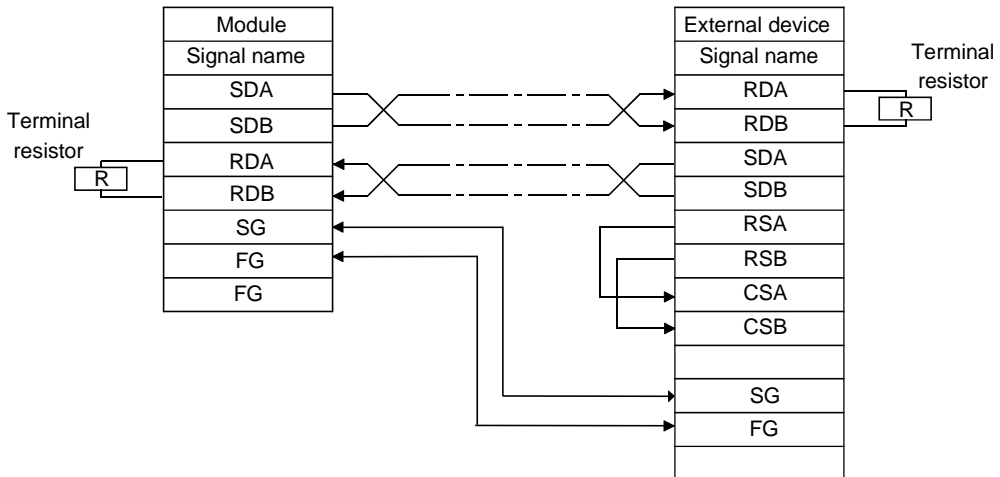 Module
Signal name
SDA
SDB
RDA
RDB
SG
FG
FG
Terminal
resistor
R
External device
Signal name
RDA
RDB
SDA
SDB
RSA
RSB
CSA
CSB
SG
FG
Terminal
resistor
R